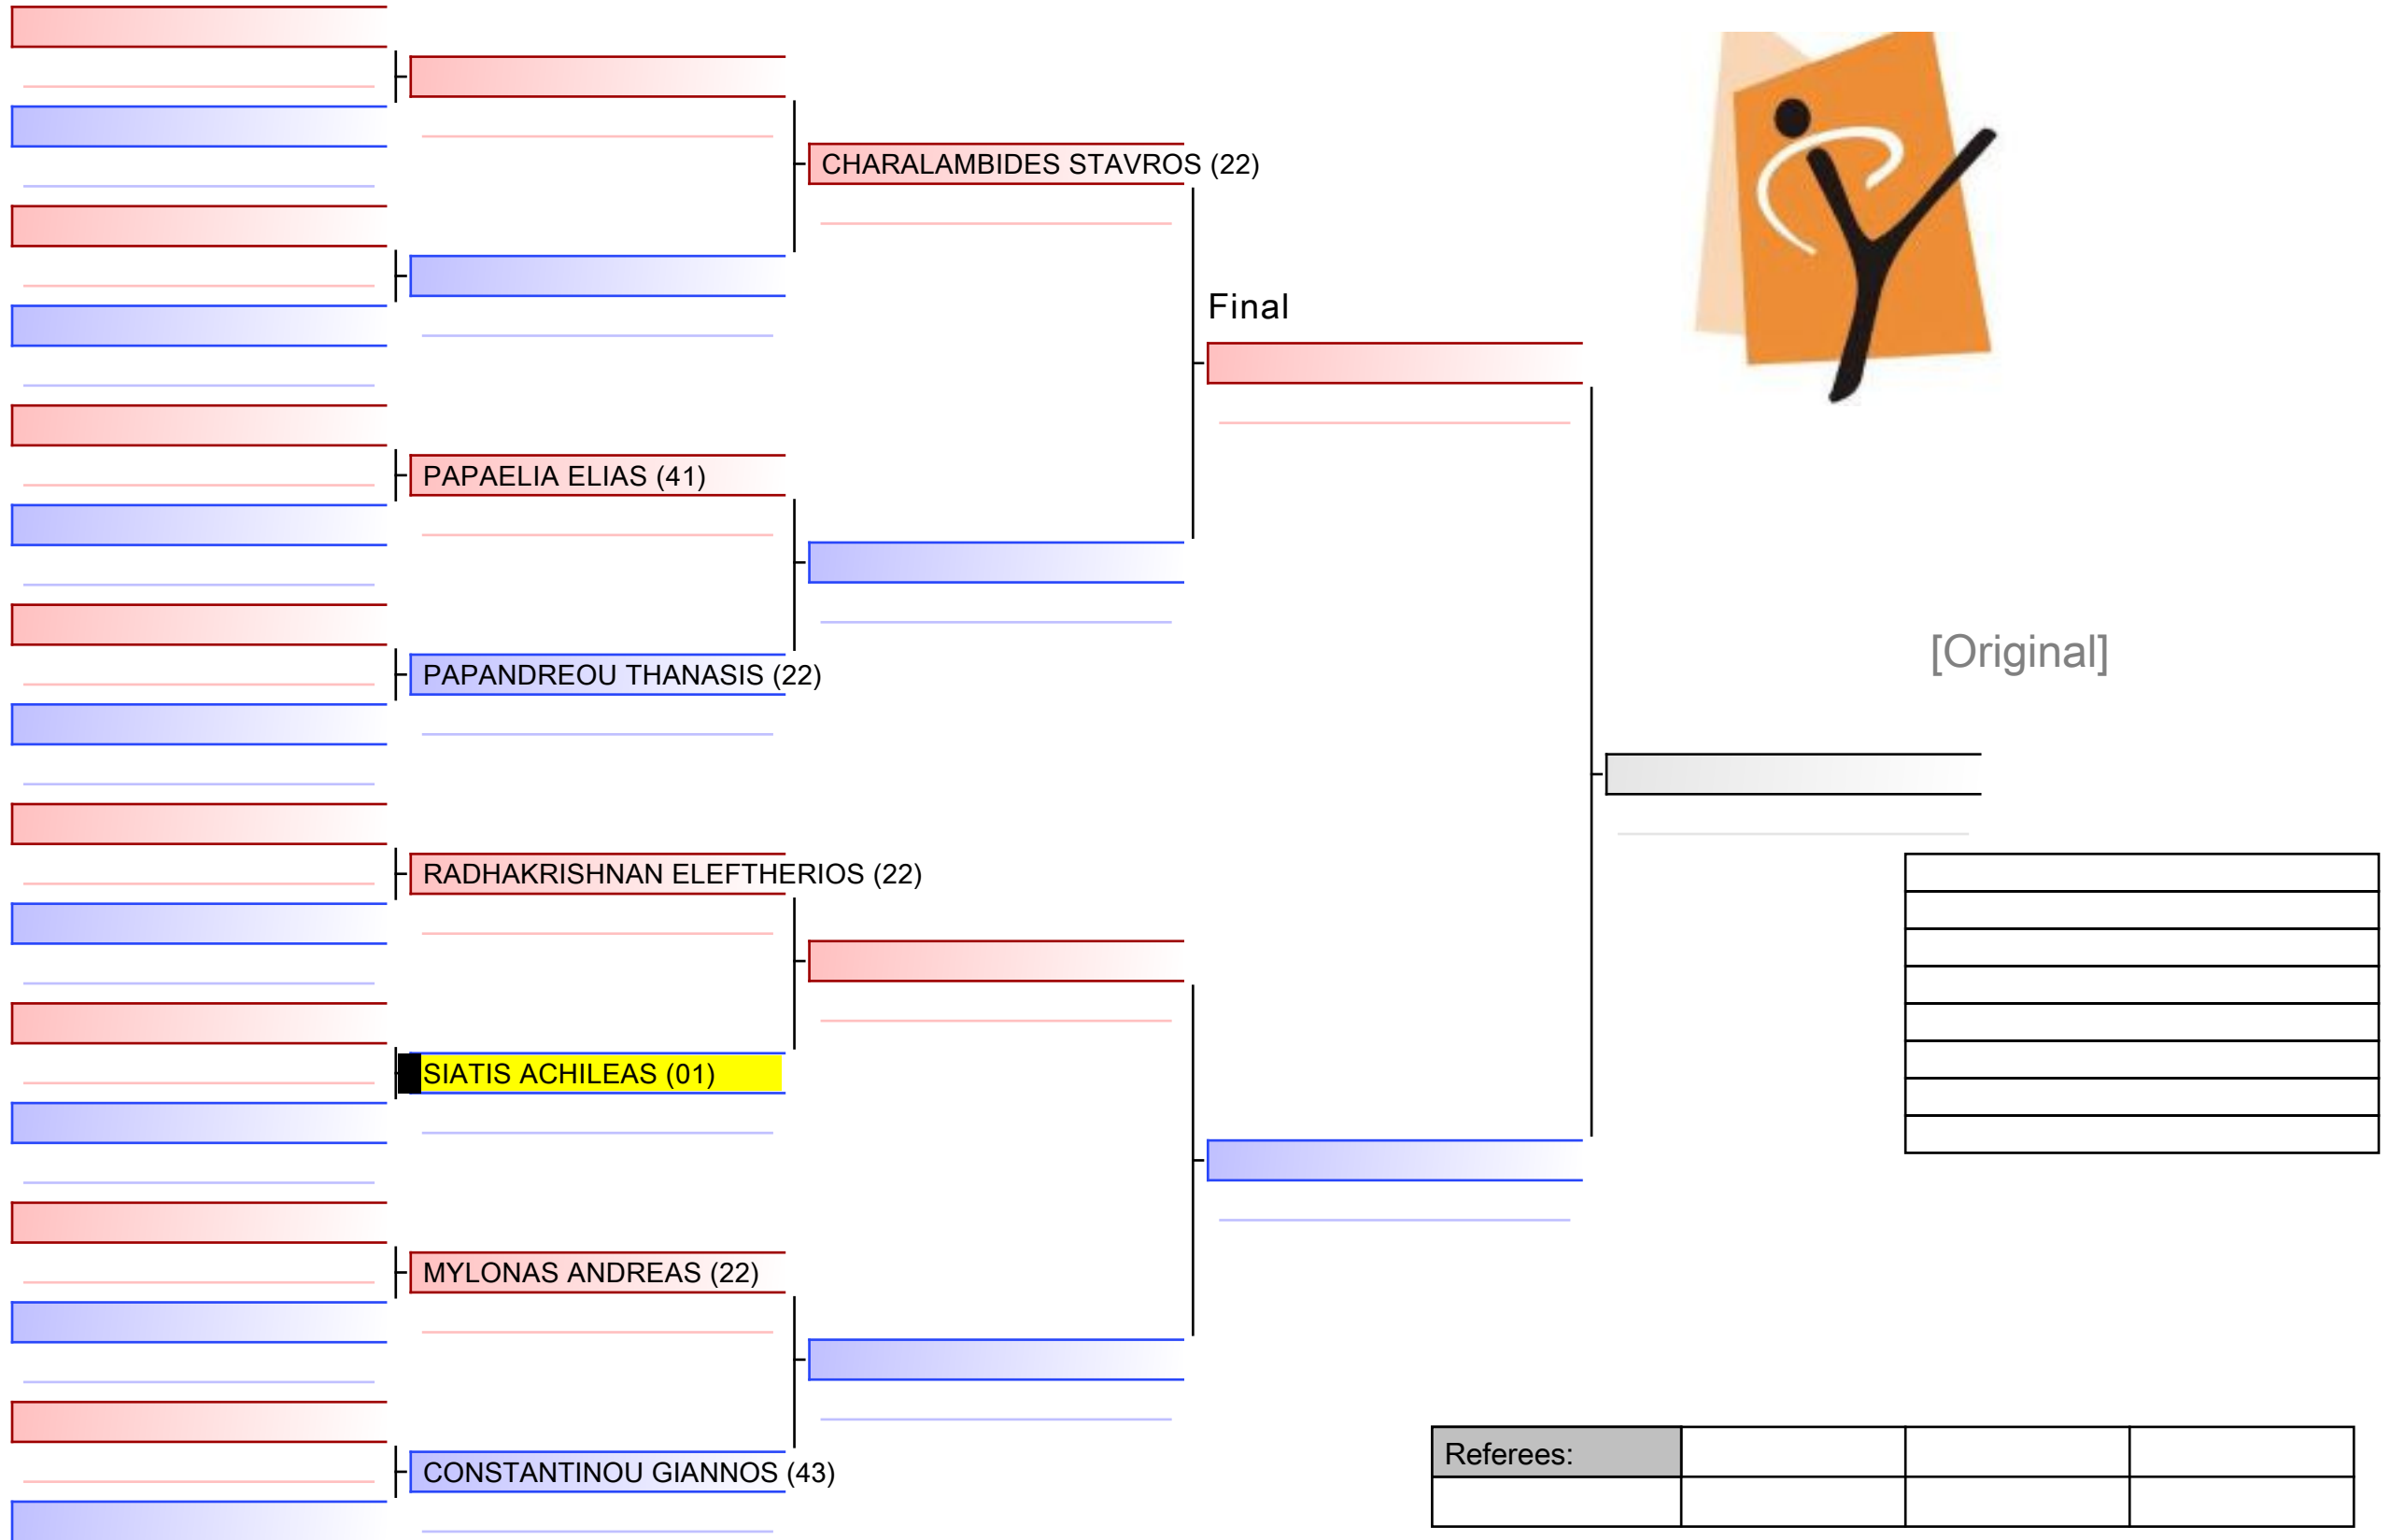 CHARALAMBIDES STAVROS (22)
Final
PAPAELIA ELIAS (41)
[Original]
PAPANDREOU THANASIS (22)
RADHAKRISHNAN ELEFTHERIOS (22)
SIATIS ACHILEAS (01)
MYLONAS ANDREAS (22)
Referees:
CONSTANTINOU GIANNOS (43)